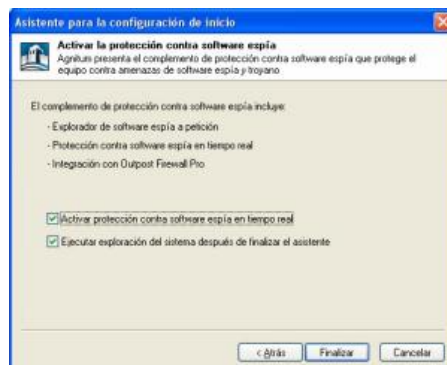 Asistente para la configuración de inicio
Activar la protección contra software espía
Agnitum presenta el complemento de protección contra software espía que protege el
equipo contra amenazas de software espía y troyano
El complemento de protección contra software espía incluye:
- Explorador de software espía a petición
- Protección contra software espía en tiempo real
- Integración con Outpost Firewall Pro
Activar protección contra software espía en tiempo real
Ejecutar exploración del sistema después de finalizar el asistente
< Atrás Finalizar Cancelar